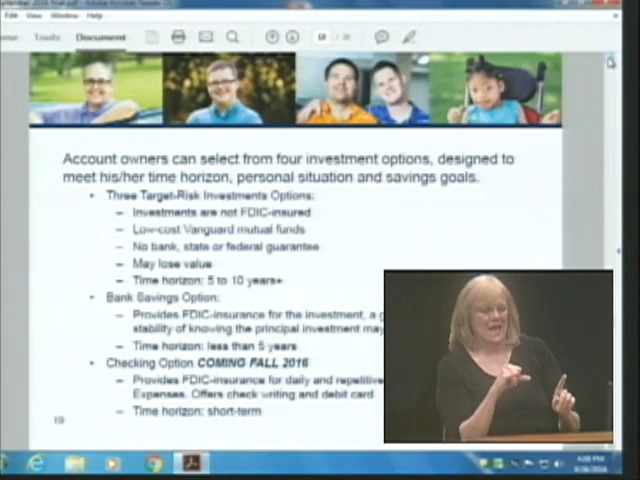 Edit View Window Help
Tools Document
19
Account owners can select from four investment options, designed to
meet his/her time horizon, personal situation and savings goals.
• Three Target-Risk Investments Options:
– Investments are not FDIC-insured
– Low-cost Vanguard mutual funds
– No bank, state or federal guarantee
– May lose value
– Time horizon: 5 to 10 years+
• Bank Savings Option:
– Provides FDIC-insurance for the investment, a
stability of knowing the principal investment may
– Time horizon: less than 5 years
• Checking Option COMING FALL 2016
– Provides FDIC-insurance for daily and repetitive
Expenses. Offers check writing and debit card
– Time horizon: short-term
19